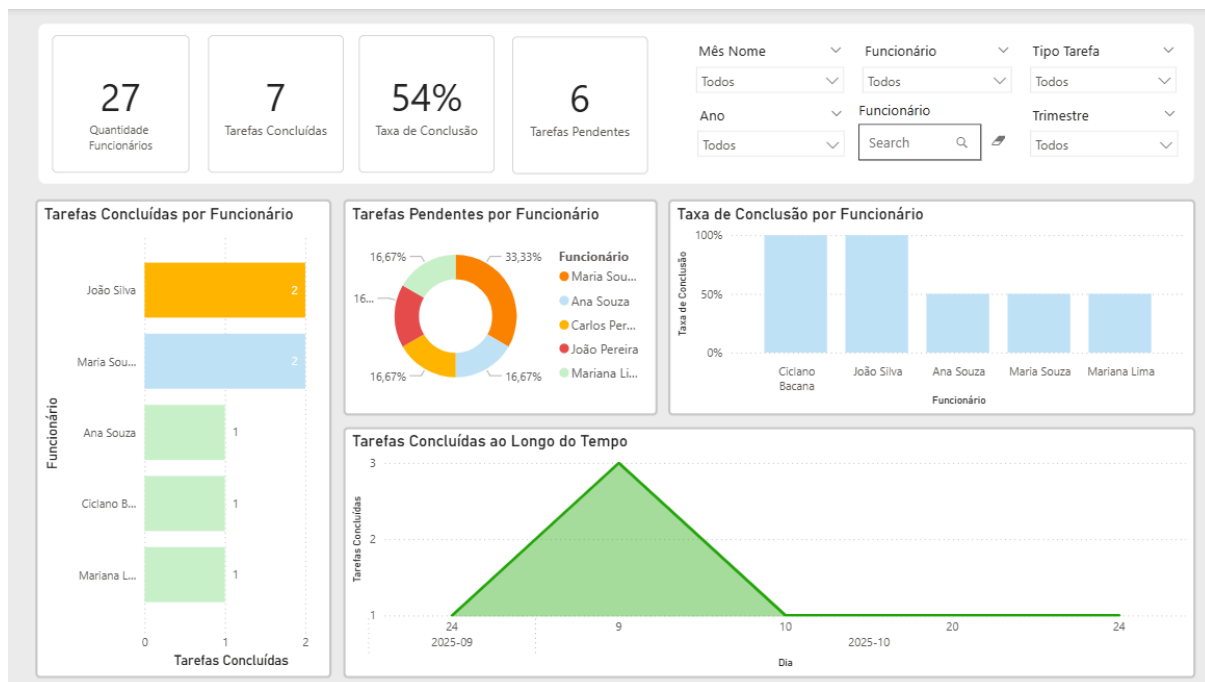 27
Quantidade
Funcionários
7
Tarefas Concluídas
54%
Taxa de Conclusão
6
Tarefas Pendentes
Mês Nome
Todos
Funcionário
Todos
Tipo Tarefa
Todos
Ano
Todos
Funcionário
Search
Trimestre
Todos
Tarefas Concluídas por Funcionário
Funcionário
João Silva
2
Maria Sou...
2
Ana Souza
1
Ciclano B...
1
Mariana L...
1
0
1
2
Tarefas Concluídas
Tarefas Pendentes por Funcionário
16,67%
33,33%
16...
16,67%
16,67%
Funcionário
Maria Sou...
Ana Souza
Carlos Per...
João Pereira
Mariana Li...
Taxa de Conclusão por Funcionário
Taxa de Conclusão
100%
50%
0%
Ciclano
Bacana
João Silva
Ana Souza
Maria Souza
Mariana Lima
Funcionário
Tarefas Concluídas ao Longo do Tempo
Tarefas Concluídas
3
2
1
24
9
10
20
24
2025-09
2025-10
Dia